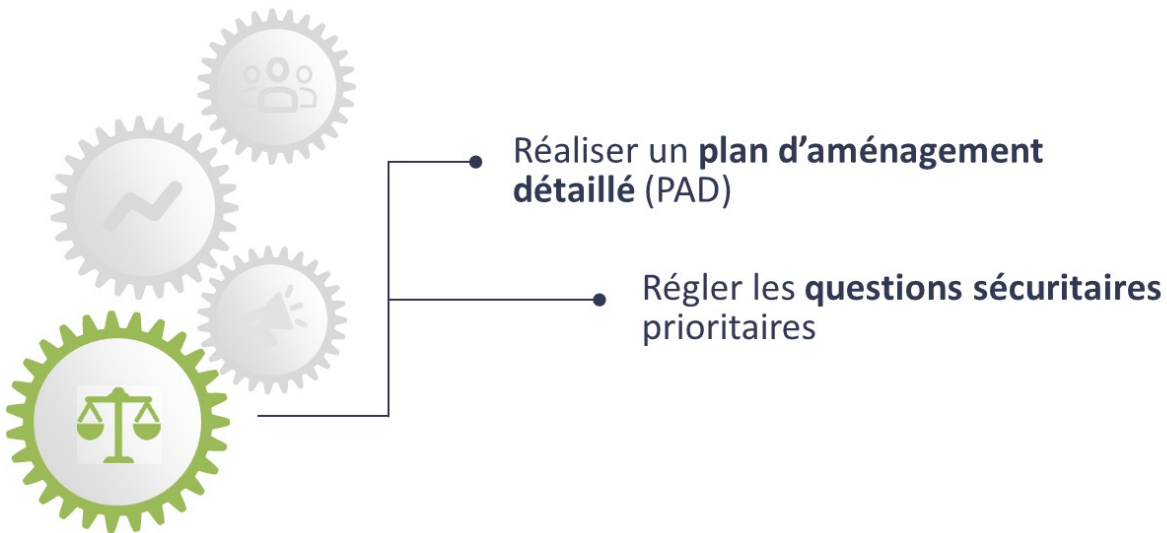 Réaliser un plan d’aménagement
détaillé (PAD)
Régler les questions sécuritaires
prioritaires